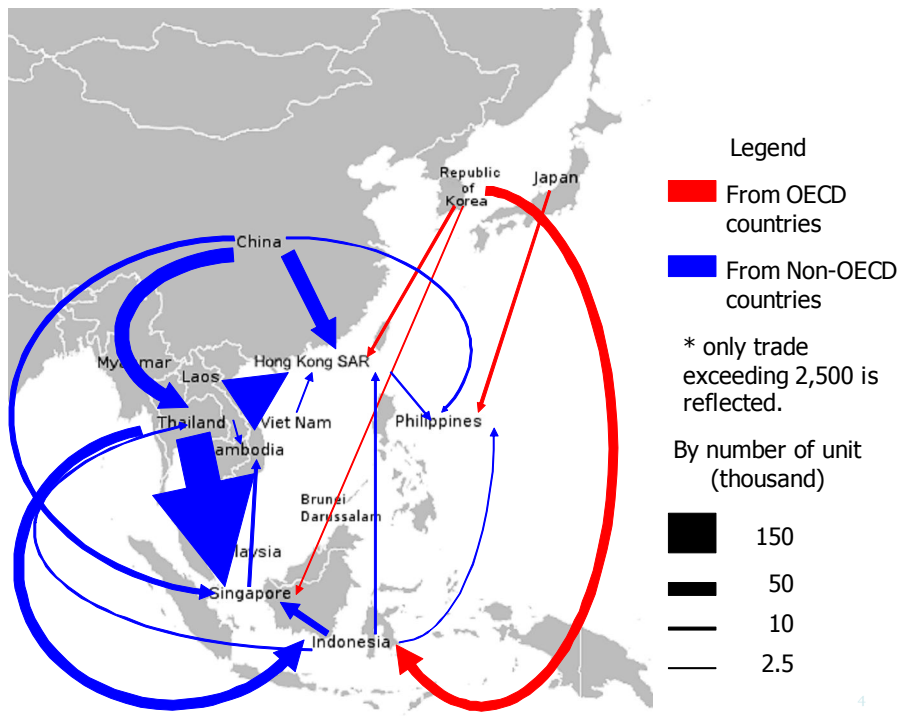 Republic
of
Korea
Japan
China
Hong Kong SAR
Myanmar
Laos
Thailand
Viet Nam
Philippines
ambodia
Brunei
Darussalam
laysia
Singapore
Indonesia
Legend
From OECD
countries
From Non-OECD
countries
* only trade
exceeding 2,500 is
reflected.
By number of unit
(thousand)
150
50
10
2.5
4